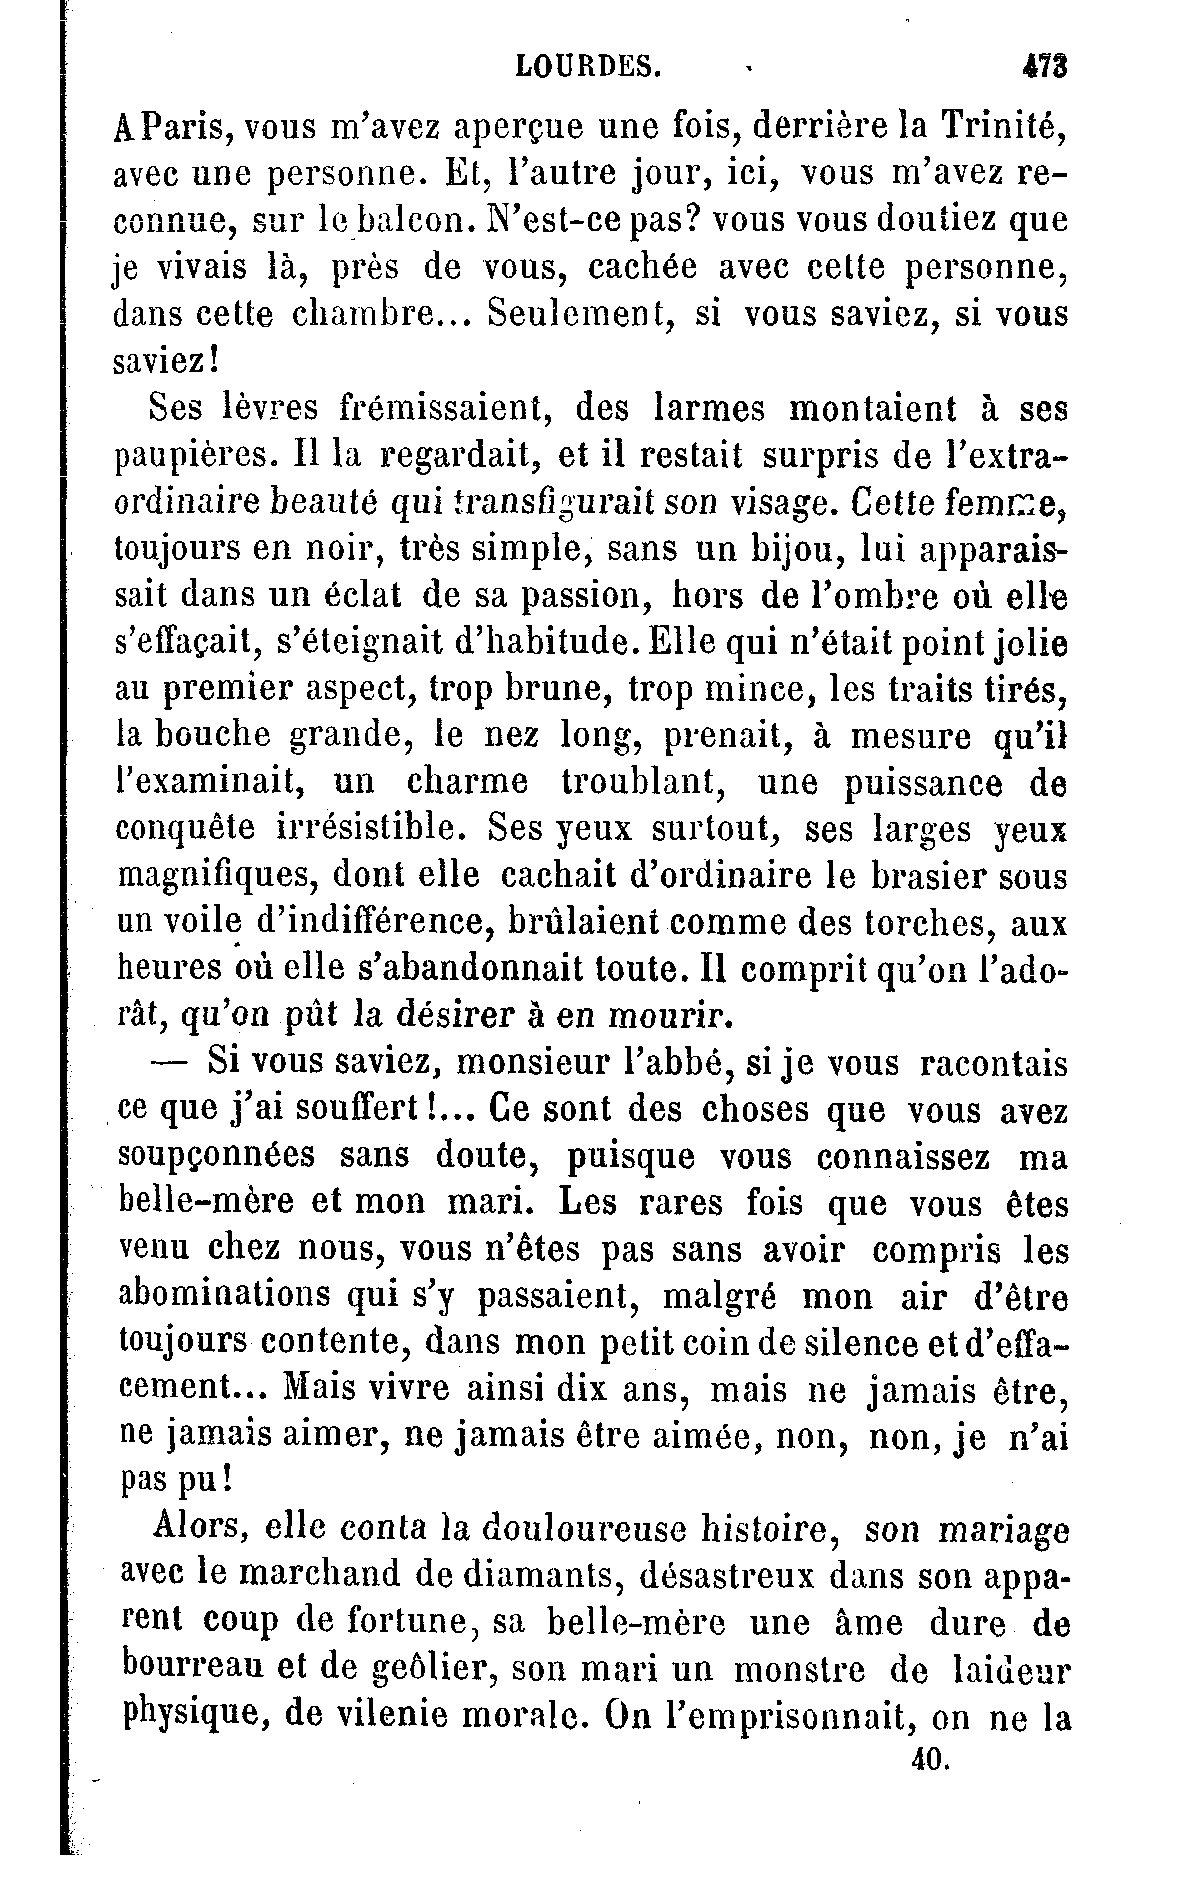 LOURDES. 473
A Paris, vous m'avez aperçue une fois, derrière la Trinité,
avec une personne. Et, l'autre jour, ici, vous m'avez re-
connue, sur le balcon. N'est-ce pas? vous vous doutiez que
je vivais là, près de vous, cachée avec cette personne,
dans cette chambre... Seulement, si vous saviez, si vous
saviez!
Ses lèvres frémissaient, des larmes montaient à ses
paupières. Il la regardait, et il restait surpris de l'extra-
ordinaire beauté qui transfigurait son visage. Cette femme,
toujours en noir, très simple, sans un bijou, lui apparais-
sait dans un éclat de sa passion, hors de l'ombre où elle
s'effaçait, s'éteignait d'habitude. Elle qui n'était point jolie
au premier aspect, trop brune, trop mince, les traits tirés,
la bouche grande, le nez long, prenait, à mesure qu'il
l'examinait, un charme troublant, une puissance de
conquête irrésistible. Ses yeux surtout, ses larges yeux
magnifiques, dont elle cachait d'ordinaire le brasier sous
un voile d'indifférence, brûlaient comme des torches, aux
heures où elle s'abandonnait toute. Il comprit qu'on l'ado-
rât, qu'on pût la désirer à en mourir.
— Si vous saviez, monsieur l'abbé, si je vous racontais
ce que j'ai souffert!... Ce sont des choses que vous avez
soupçonnées sans doute, puisque vous connaissez ma
belle-mère et mon mari. Les rares fois que vous êtes
venu chez nous, vous n'êtes pas sans avoir compris les
abominations qui s'y passaient, malgré mon air d'être
toujours contente, dans mon petit coin de silence et d'effa-
cement... Mais vivre ainsi dix ans, mais ne jamais être,
ne jamais aimer, ne jamais être aimée, non, non, je n'ai
pas pu!
Alors, elle conta la douloureuse histoire, son mariage
avec le marchand de diamants, désastreux dans son appa-
rent coup de fortune, sa belle-mère une âme dure de
bourreau et de geôlier, son mari un monstre de laideur
physique, de vilenie morale. On l'emprisonnait, on ne la
40.